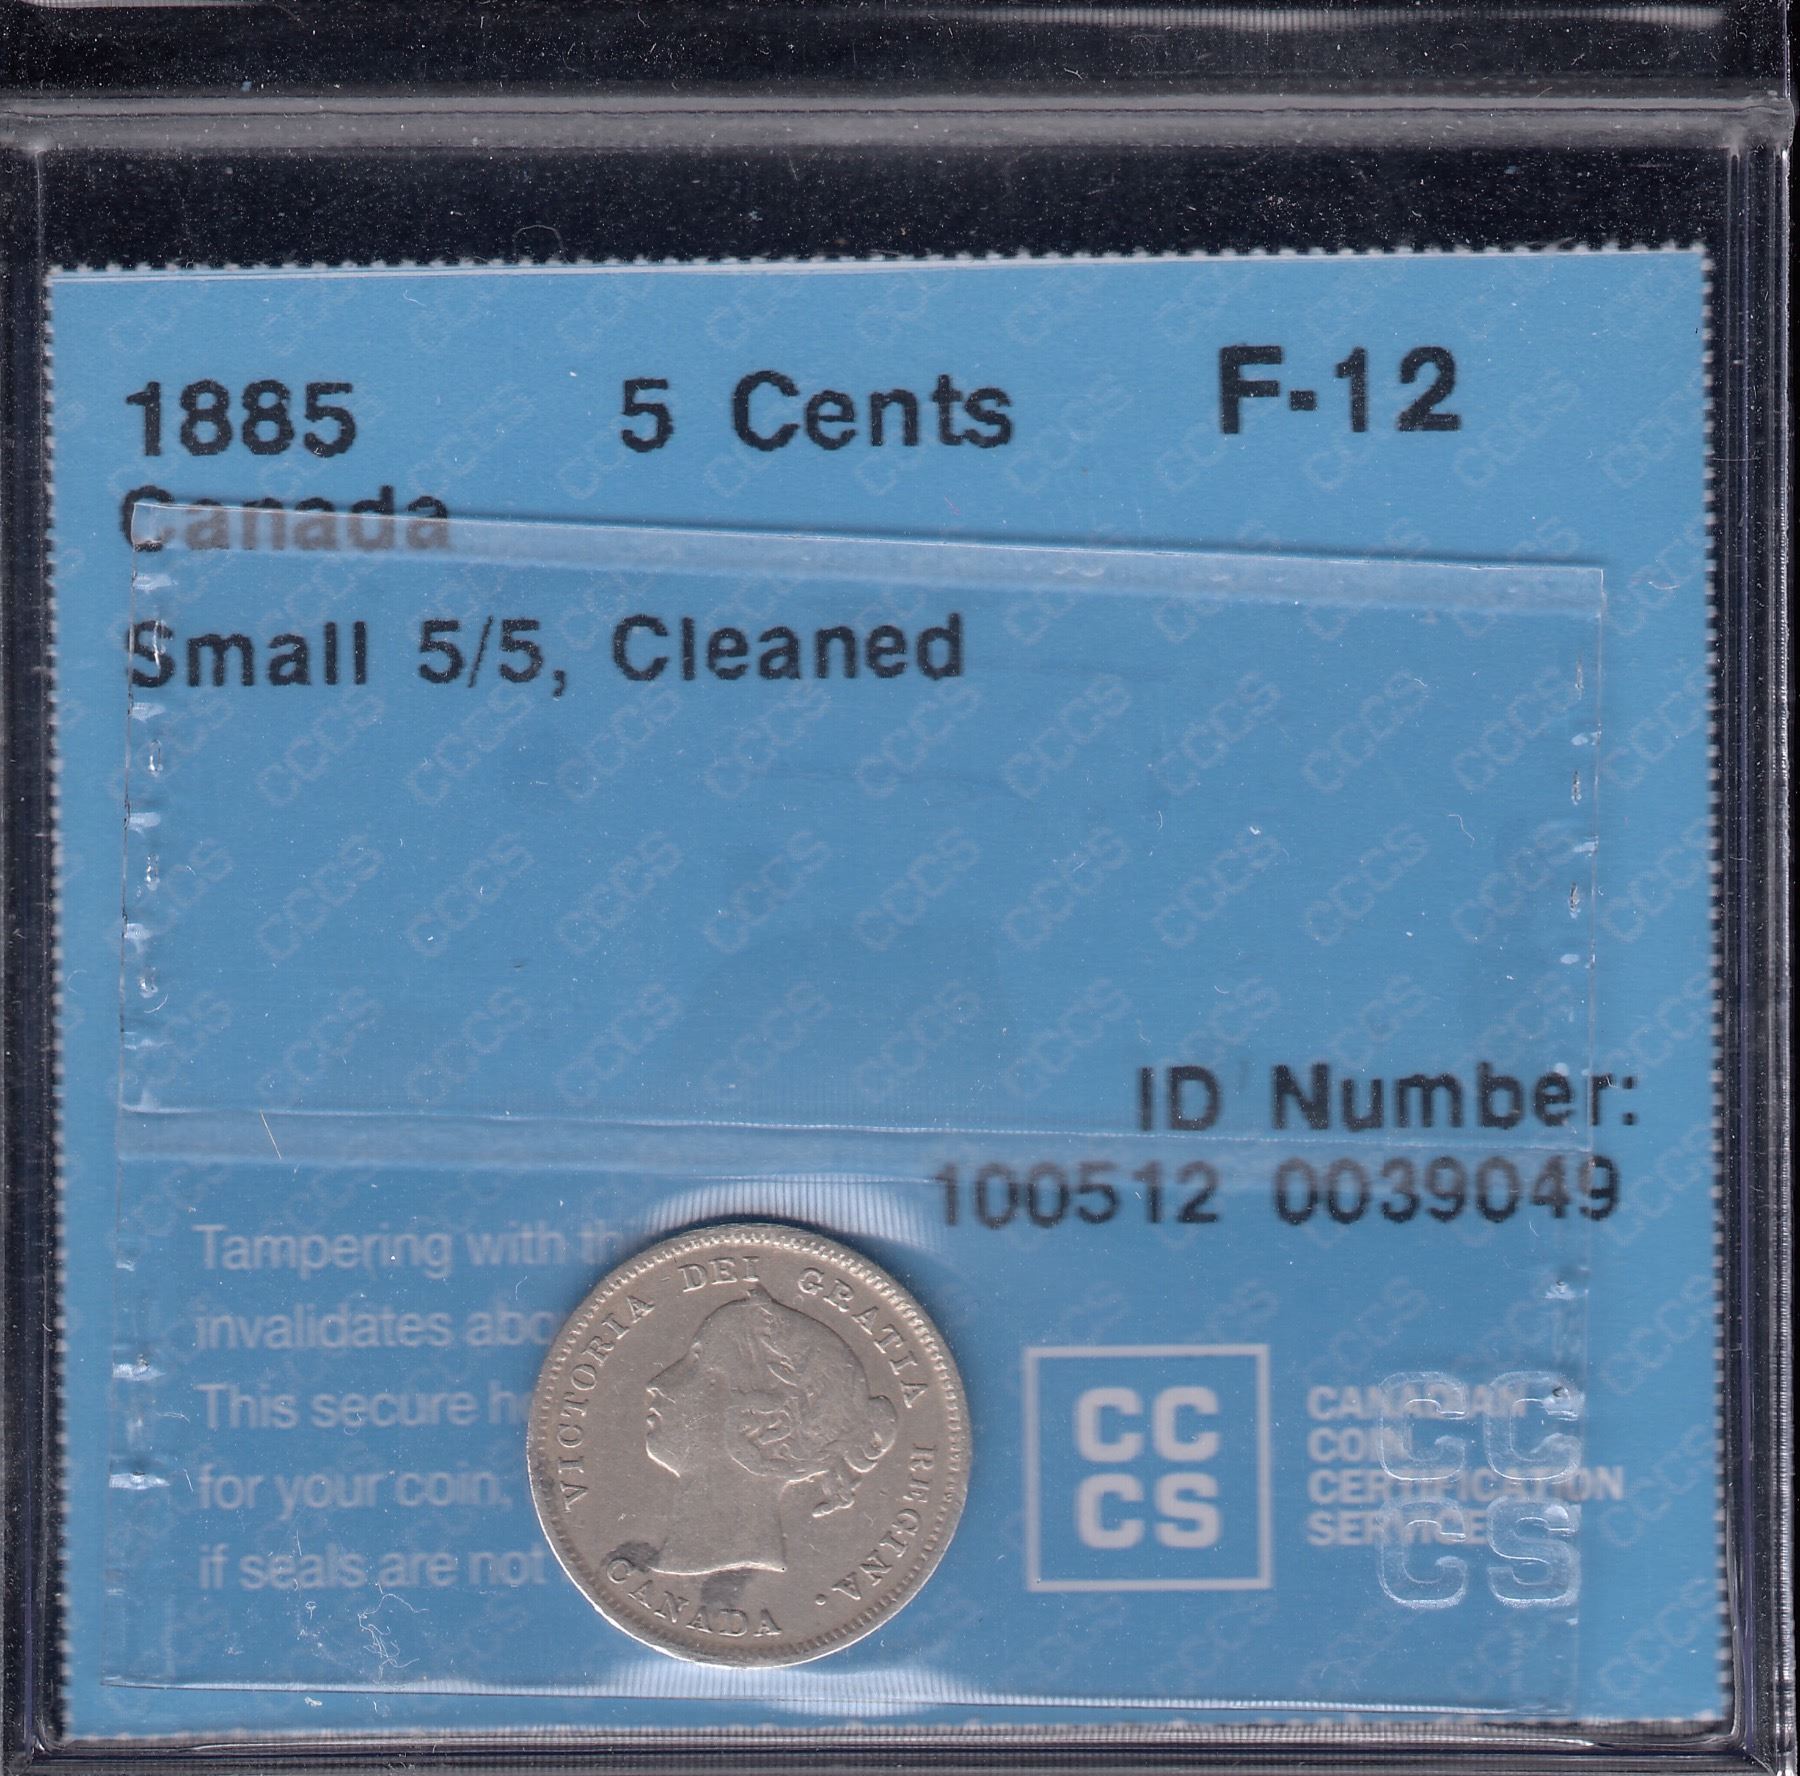 1885 5 Cents F-12
Canada
Small 5/5, Cleaned
ID Number:
100512 0039049
Tampering with th
invalidates abo
This secure h
for your coin,
if seals are not
VICTORIA DEI GRATIA REGINA.
CANADA
CC
CS
CANADIAN
COIN
CERTIFICATION
SERVICE
CC
CS